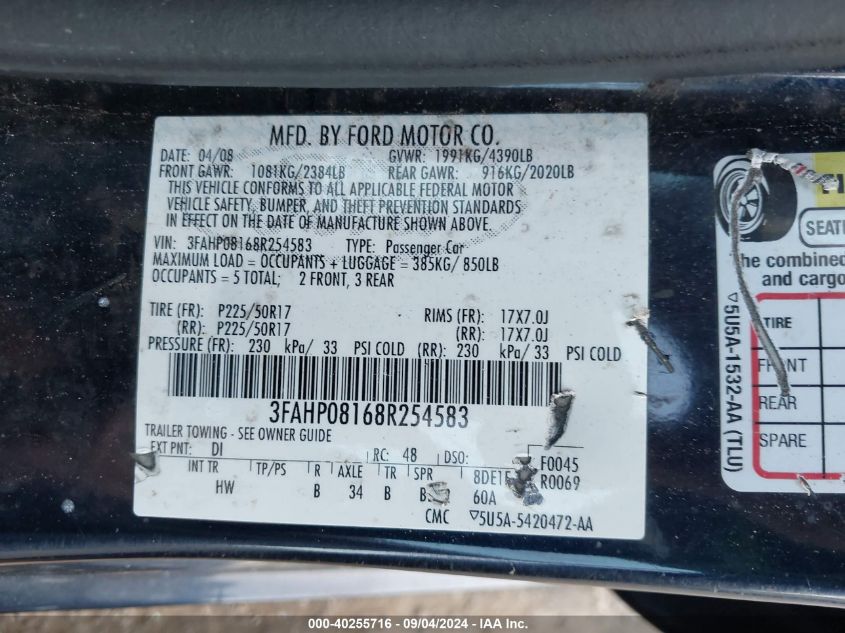 MFD. BY FORD MOTOR CO.
DATE: 04/08 GVWR: 1991KG/4390LB
FRONT GAWR: 1081KG/2384LB REAR GAWR: 916KG/2020LB
THIS VEHICLE CONFORMS TO ALL APPLICABLE FEDERAL MOTOR
VEHICLE SAFETY, BUMPER, AND THEFT PREVENTION STANDARDS
IN EFFECT ON THE DATE OF MANUFACTURE SHOWN ABOVE.
VIN: 3FAHP08168R254583 TYPE: Passenger Car
MAXIMUM LOAD = OCCUPANTS + LUGGAGE = 385KG/ 850LB
OCCUPANTS = 5 TOTAL; 2 FRONT, 3 REAR
TIRE (FR): P225/50R17 RIMS (FR): 17X7.0J
(RR): P225/50R17 (RR): 17X7.0J
PRESSURE (FR): 230 kPa/ 33 PSI COLD (RR): 230 kPa/ 33 PSI COLD
3FAHP08168R254583
TRAILER TOWING - SEE OWNER GUIDE
EXT PNT: DI RC: 48 DSO: F0045
INT TR TP/PS R AXLE TR SPR 8DE1 R0069
HW B 34 B B 60A
CMC ▽5U5A-5420472-AA
SEAT
he combined
and cargo
TIRE
FRONT
REAR
SPARE
▽5U5A-1532-AA (TLU)
000-40255716 - 09/04/2024 - IAA Inc.